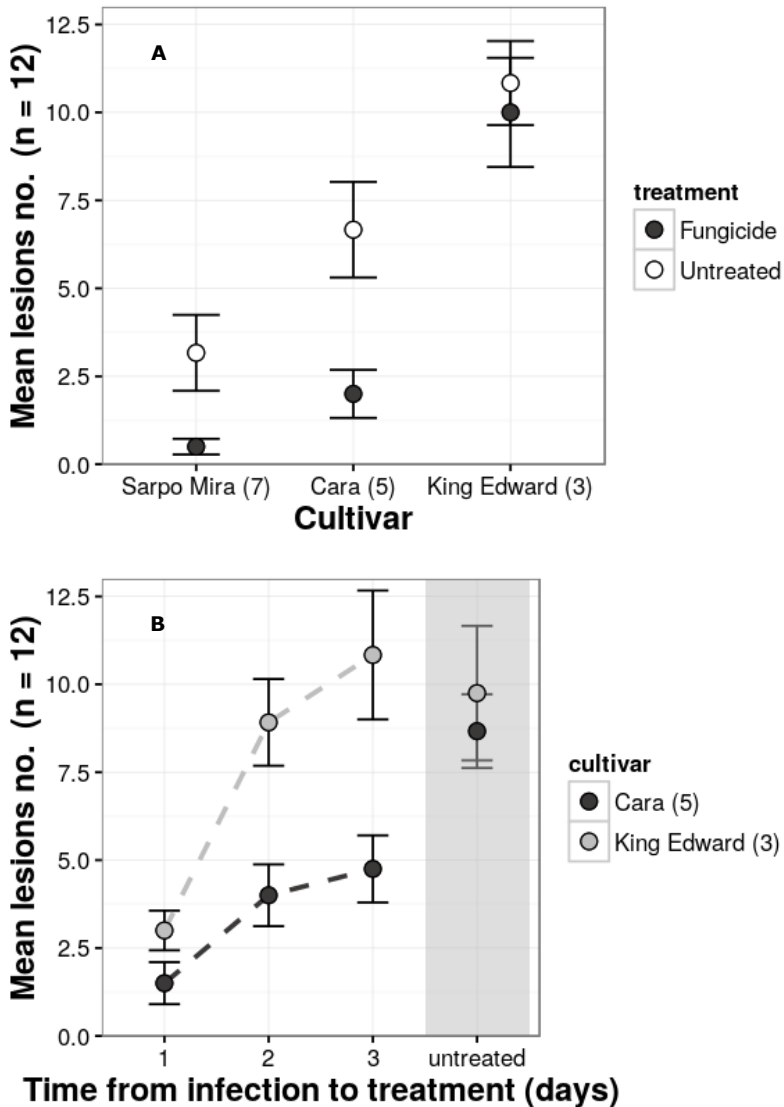 A
12.5
10.0
7.5
5.0
2.5
0.0
Mean lesions no. (n = 12)
Sarpo Mira (7) Cara (5) King Edward (3)
Cultivar
treatment
Fungicide
Untreated
B
12.5
10.0
7.5
5.0
2.5
0.0
Mean lesions no. (n = 12)
1 2 3 untreated
Time from infection to treatment (days)
cultivar
Cara (5)
King Edward (3)